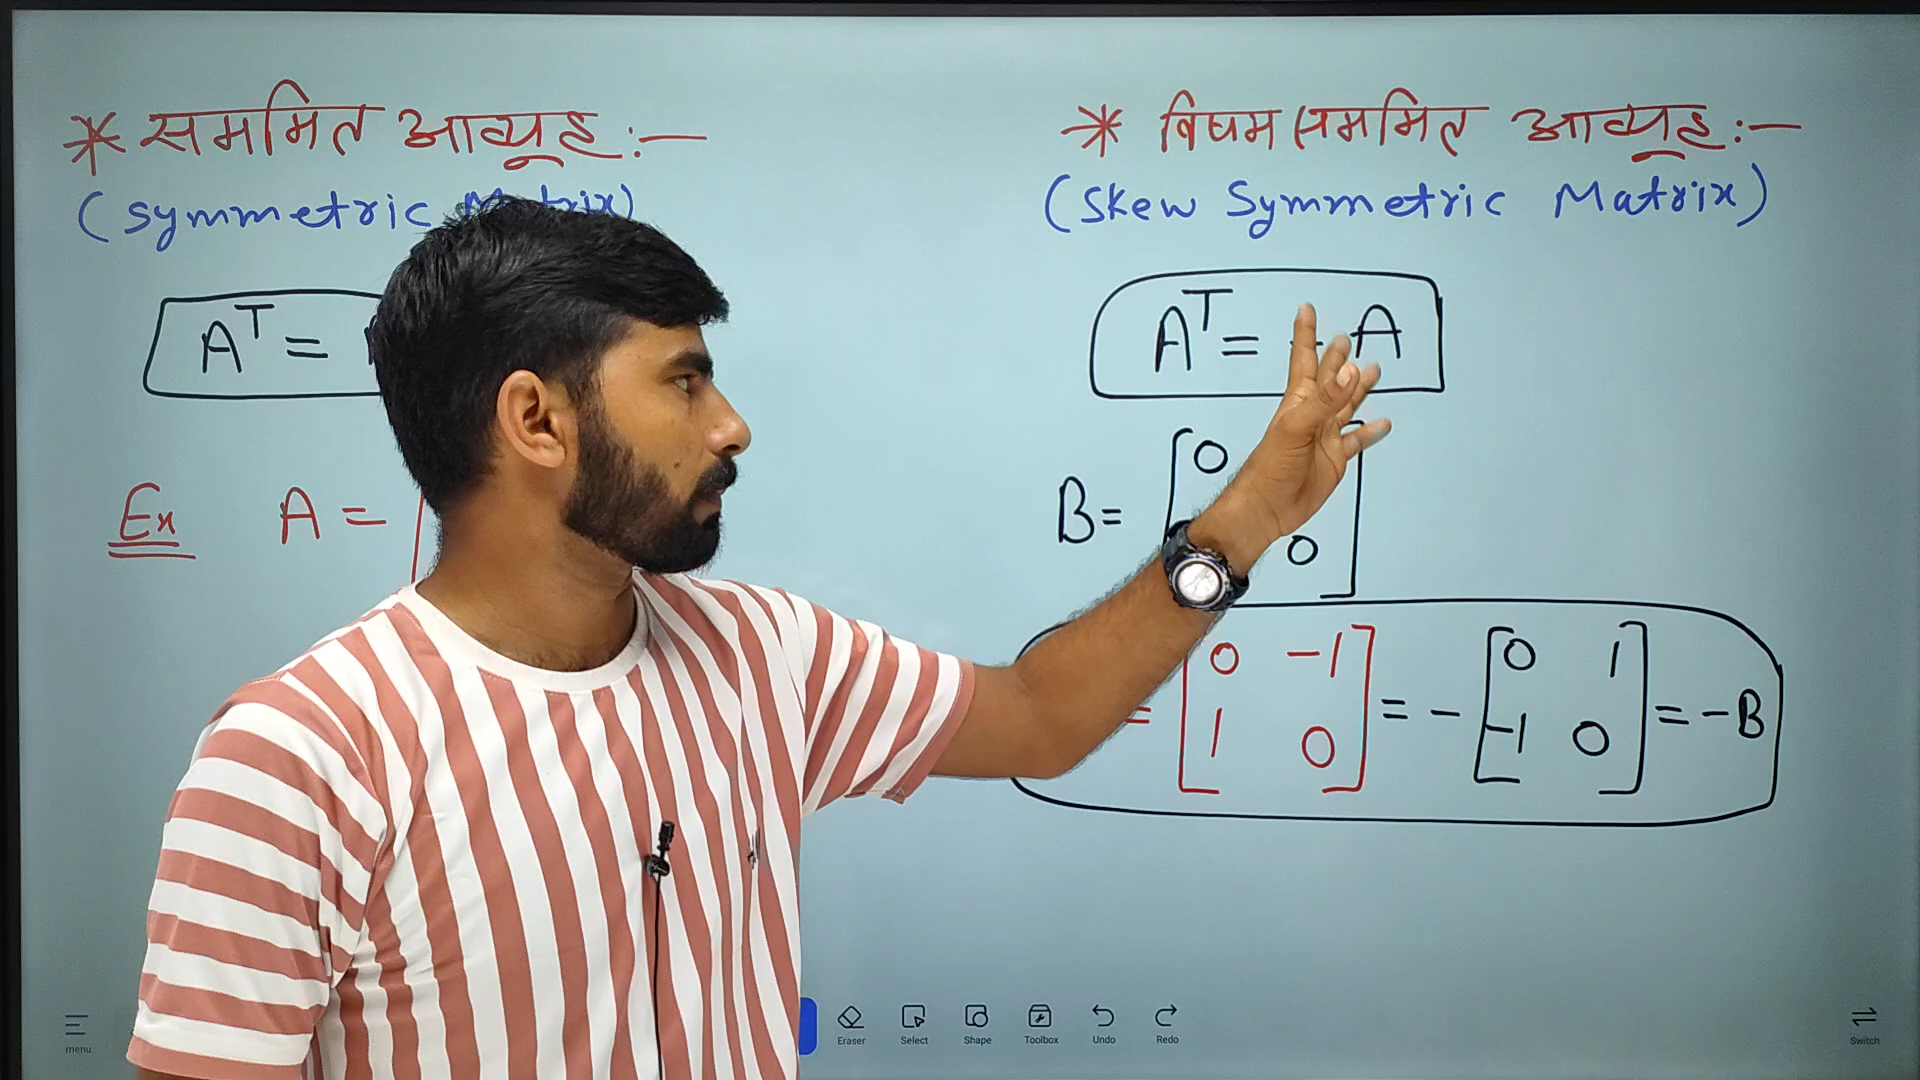 * सममित आव्यूह :—
(Symmetric Matrix)
Aᵀ =
Ex A =
* विषम सममित आव्यूह :—
(Skew Symmetric Matrix)
Aᵀ = - A
B = [0
0]
= [0 -1
1 0] = - [0 1
-1 0] = -B
menu
Eraser Select Shape Toolbox Undo Redo
Switch